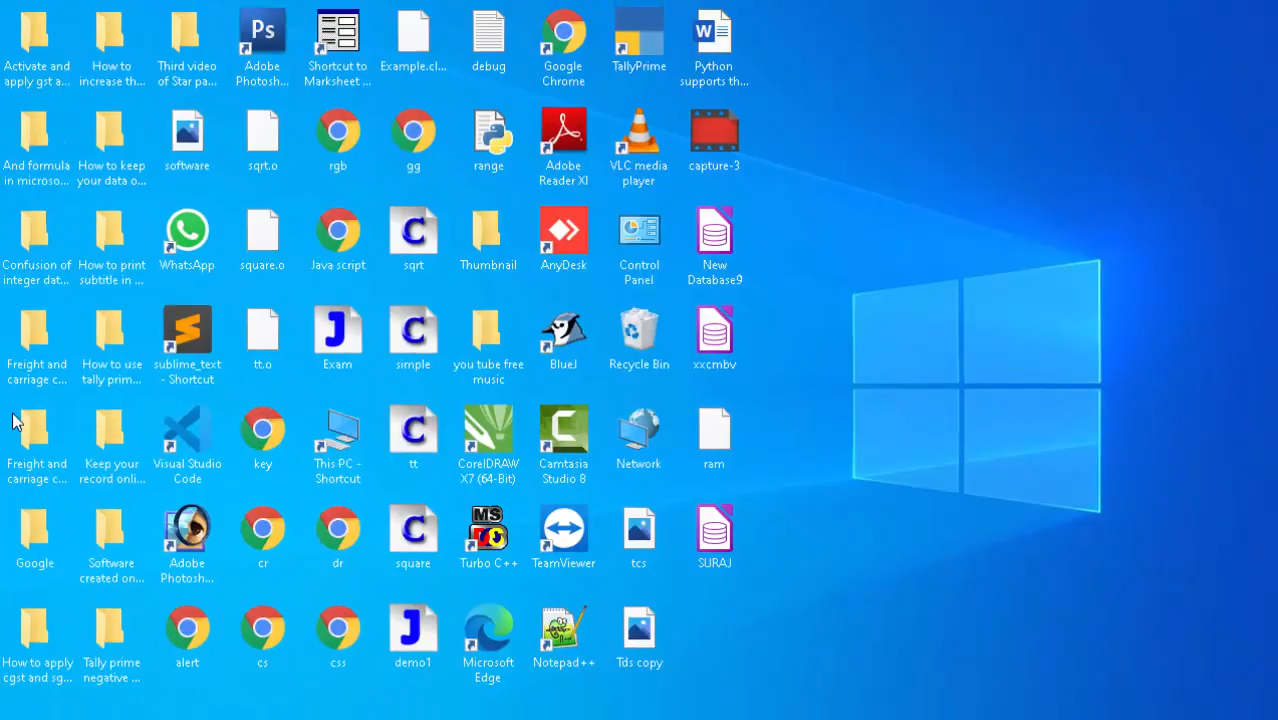 Activate and
apply gst a...
How to
increase th...
Third video
of Star pa...
Ps
Adobe
Photosh...
Shortcut to
Marksheet ...
Example.cl...
debug
Google
Chrome
TallyPrime
W
Python
supports th...
And formula
in microso...
How to keep
your data o...
software
sqrt.o
rgb
gg
range
Adobe
Reader XI
VLC media
player
capture-3
Confusion of
integer dat...
How to print
subtitle in ...
WhatsApp
square.o
Java script
C
sqrt
Thumbnail
AnyDesk
Control
Panel
New
Database9
Freight and
carriage c...
How to use
tally prim...
sublime_text
- Shortcut
tt.o
J
Exam
C
simple
you tube free
music
BlueJ
Recycle Bin
xxcmbv
Freight and
carriage c...
Keep your
record onli...
Visual Studio
Code
key
This PC -
Shortcut
C
tt
CorelDRAW
X7 (64-Bit)
C
Camtasia
Studio 8
Network
ram
Google
Software
created on...
Adobe
Photosh...
cr
dr
C
square
MS
TC
Turbo C++
TeamViewer
tcs
SURAJ
How to apply
cgst and sg...
Tally prime
negative ...
alert
cs
css
J
demo1
Microsoft
Edge
Notepad++
Tds copy